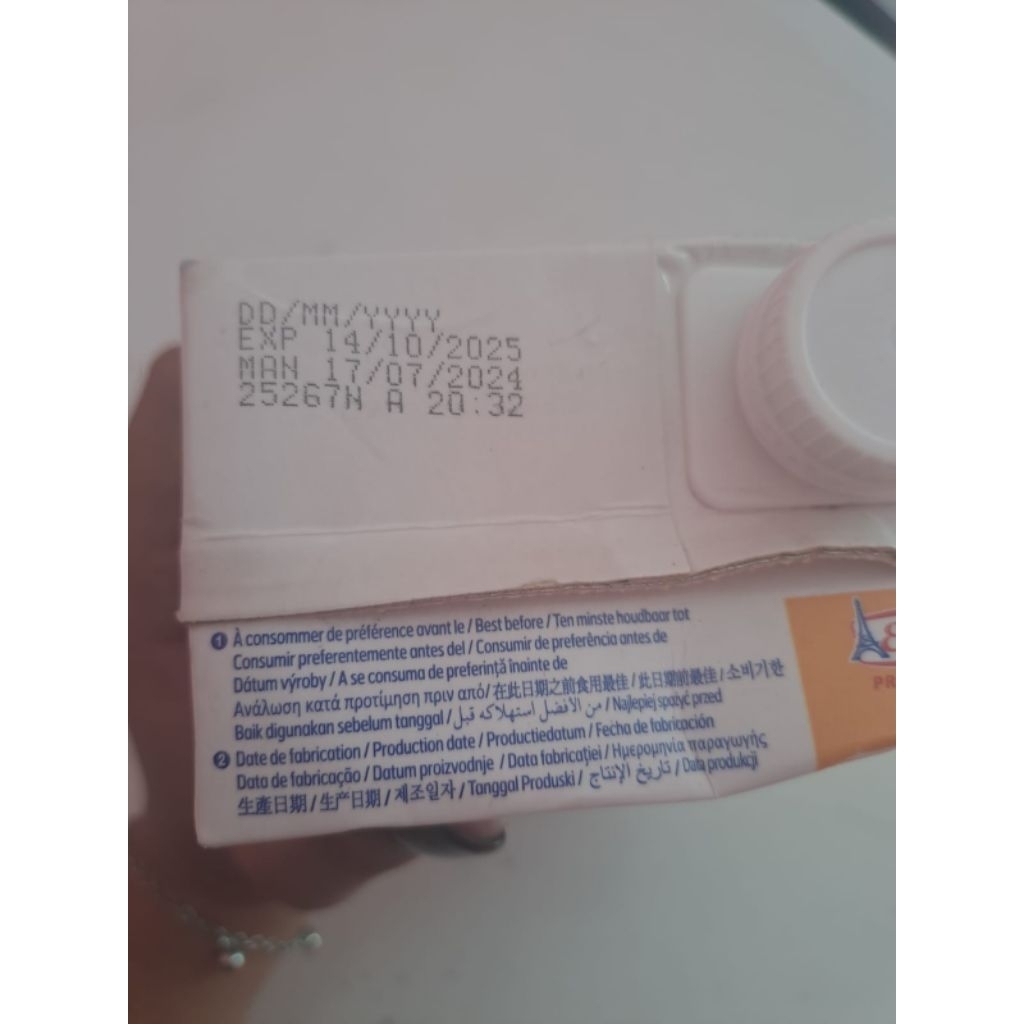 DD/MM/YYYY
EXP 14/10/2025
MAN 17/07/2024
25267N A 20:32
1 À consommer de préférence avant le / Best before / Ten minste houdbaar tot
Consumir preferentemente antes del / Consumir de preferência antes de
Dátum výroby / A se consuma de preferință înainte de
Ανάλωση κατά προτίμηση πριν από/ 在此日期之前食用最佳 / 此日期前最佳 / 소비기한
Baik digunakan sebelum tanggal / من الأفضل استهلاكه قبل / Najlepiej spożyć przed
2 Date de fabrication / Production date / Productiedatum / Fecha de fabricación
Data de fabricação / Datum proizvodnje / Data fabricației / Ημερομηνία παραγωγής
生產日期 / 生产日期 / 제조일자 / Tanggal Produksi / تاريخ الإنتاج / Data produkcji